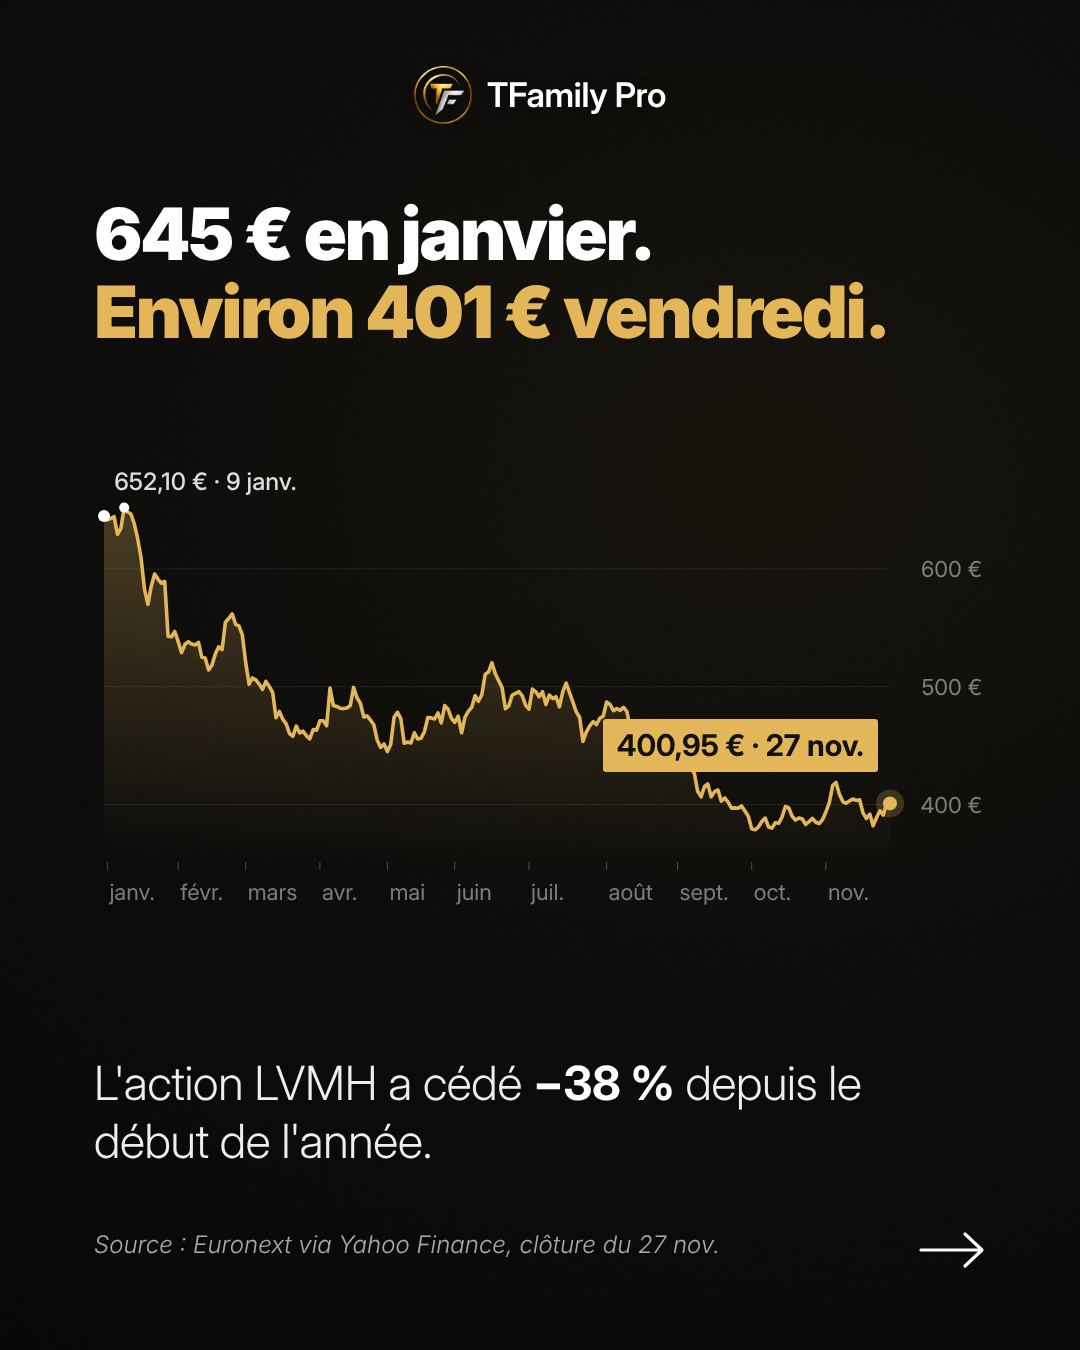 TF
TFamily Pro
645 € en janvier.
Environ 401 € vendredi.
652,10 € · 9 janv.
600 €
500 €
400,95 € · 27 nov.
400 €
janv. févr. mars avr. mai juin juil. août sept. oct. nov.
L'action LVMH a cédé −38 % depuis le
début de l'année.
Source : Euronext via Yahoo Finance, clôture du 27 nov.